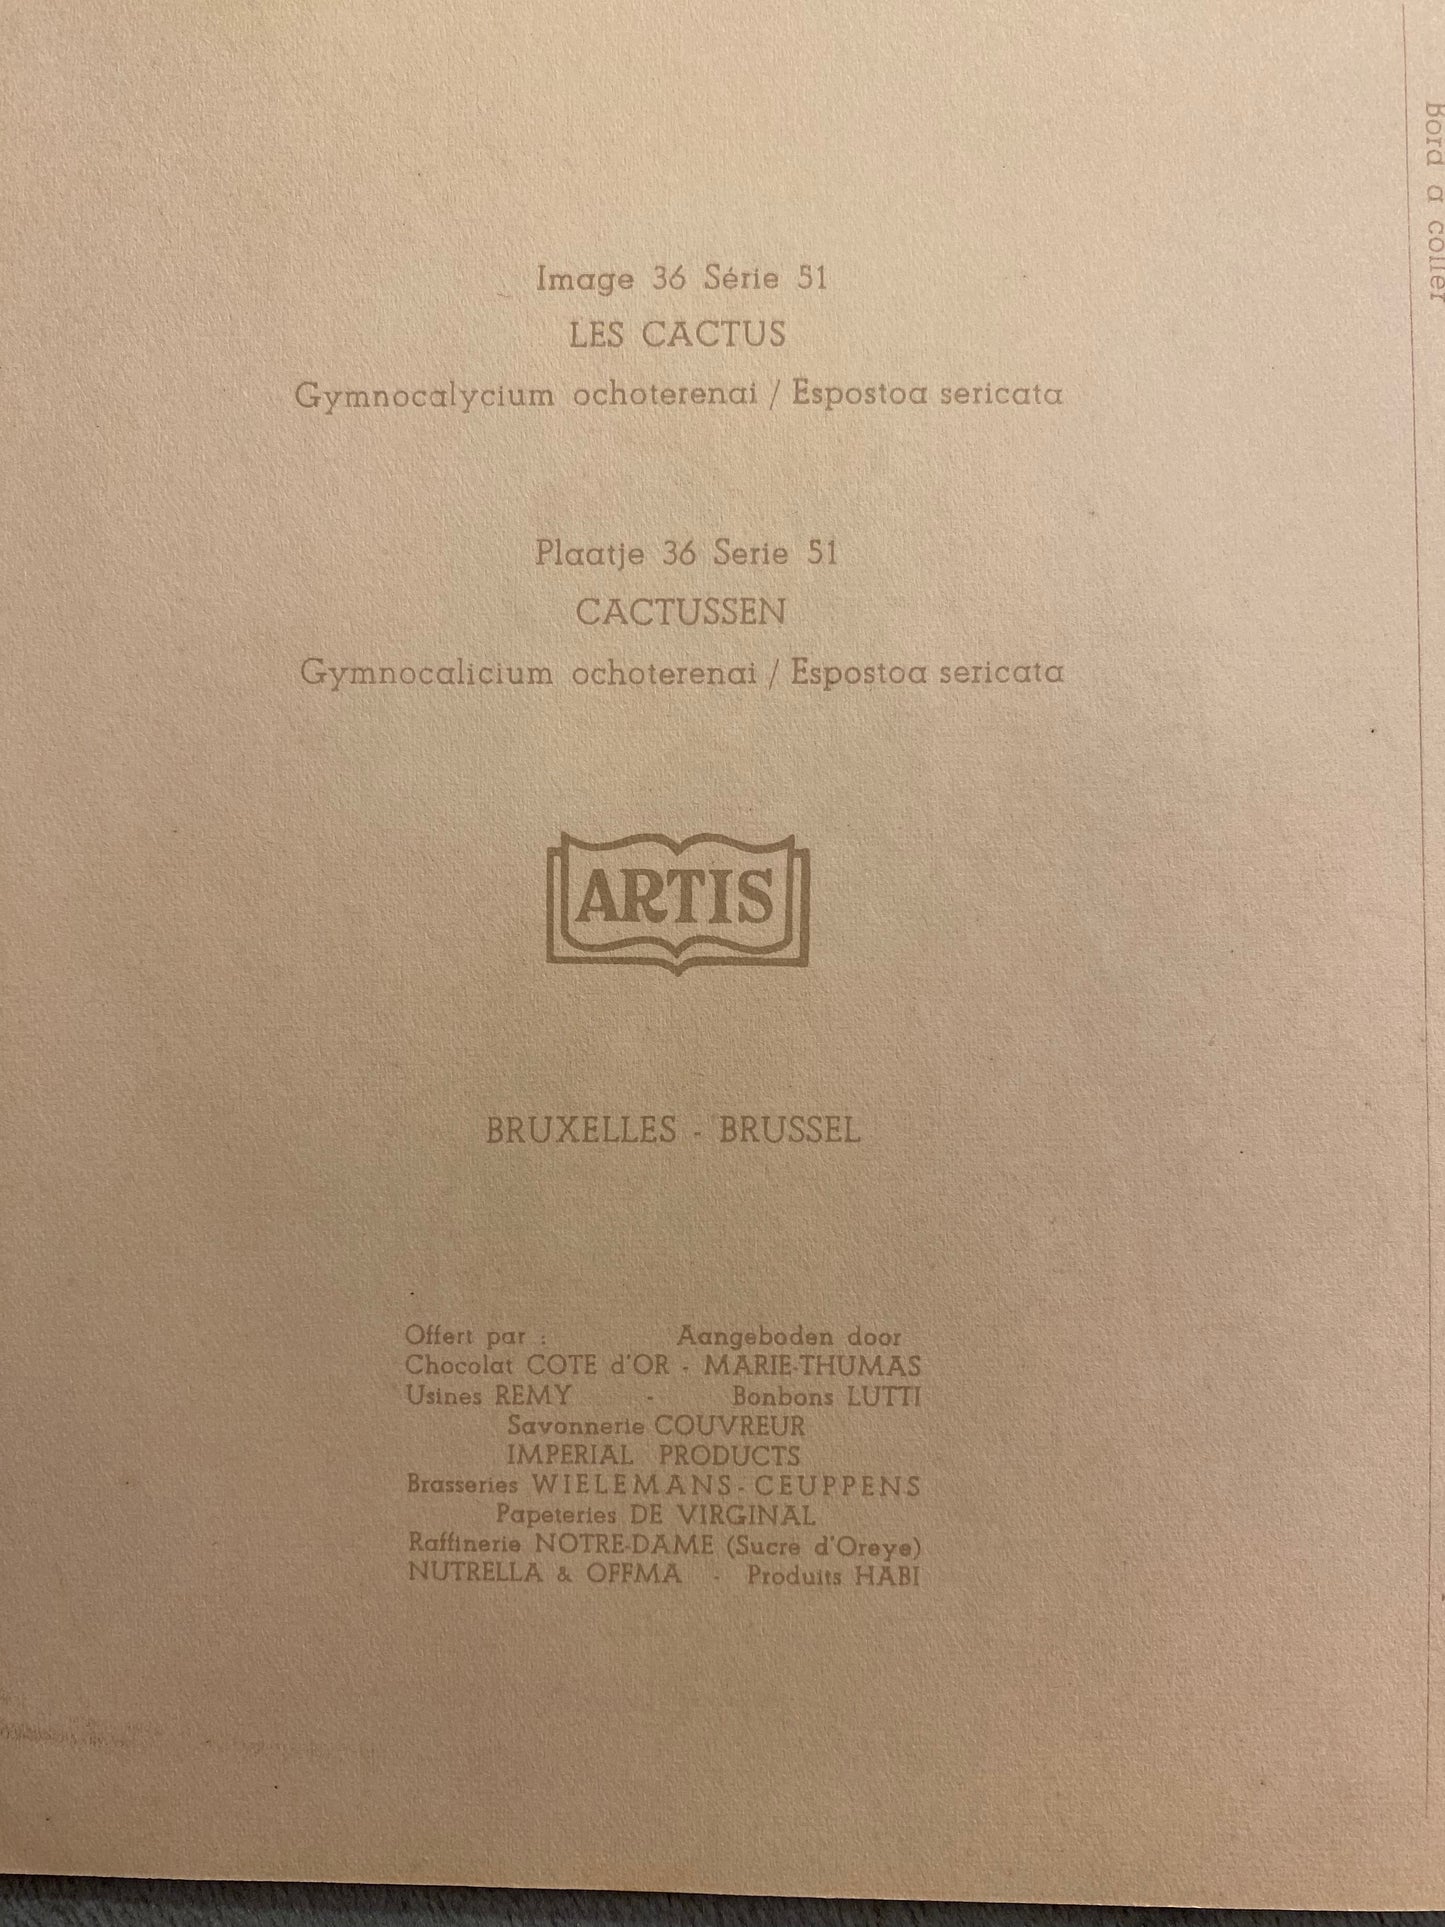 Image 36 Série 51
LES CACTUS
Gymnocalycium ochoterenai / Espostoa sericata
Plaatje 36 Serie 51
CACTUSSEN
Gymnocalicium ochoterenai / Espostoa sericata
ARTIS
BRUXELLES - BRUSSEL
Offert par : Aangeboden door
Chocolat COTE d'OR - MARIE-THUMAS
Usines REMY - Bonbons LUTTI
Savonnerie COUVREUR
IMPERIAL PRODUCTS
Brasseries WIELEMANS-CEUPPENS
Papeteries DE VIRGINAL
Raffinerie NOTRE-DAME (Sucre d'Oreye)
NUTRELLA & OFFMA - Produits HABI
Bord a coller